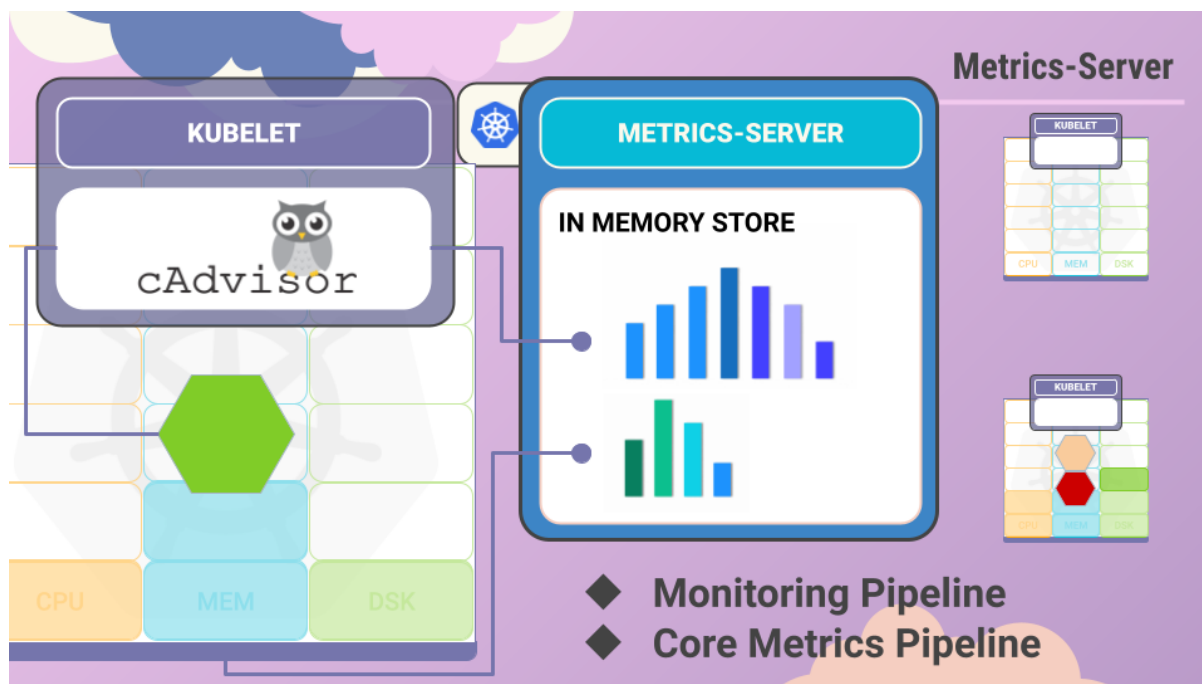 Metrics-Server
KUBELET
cAdvisor
CPU
MEM
DSK
METRICS-SERVER
IN MEMORY STORE
Monitoring Pipeline
Core Metrics Pipeline
KUBELET
CPU
MEM
DSK
KUBELET
CPU
MEM
DSK